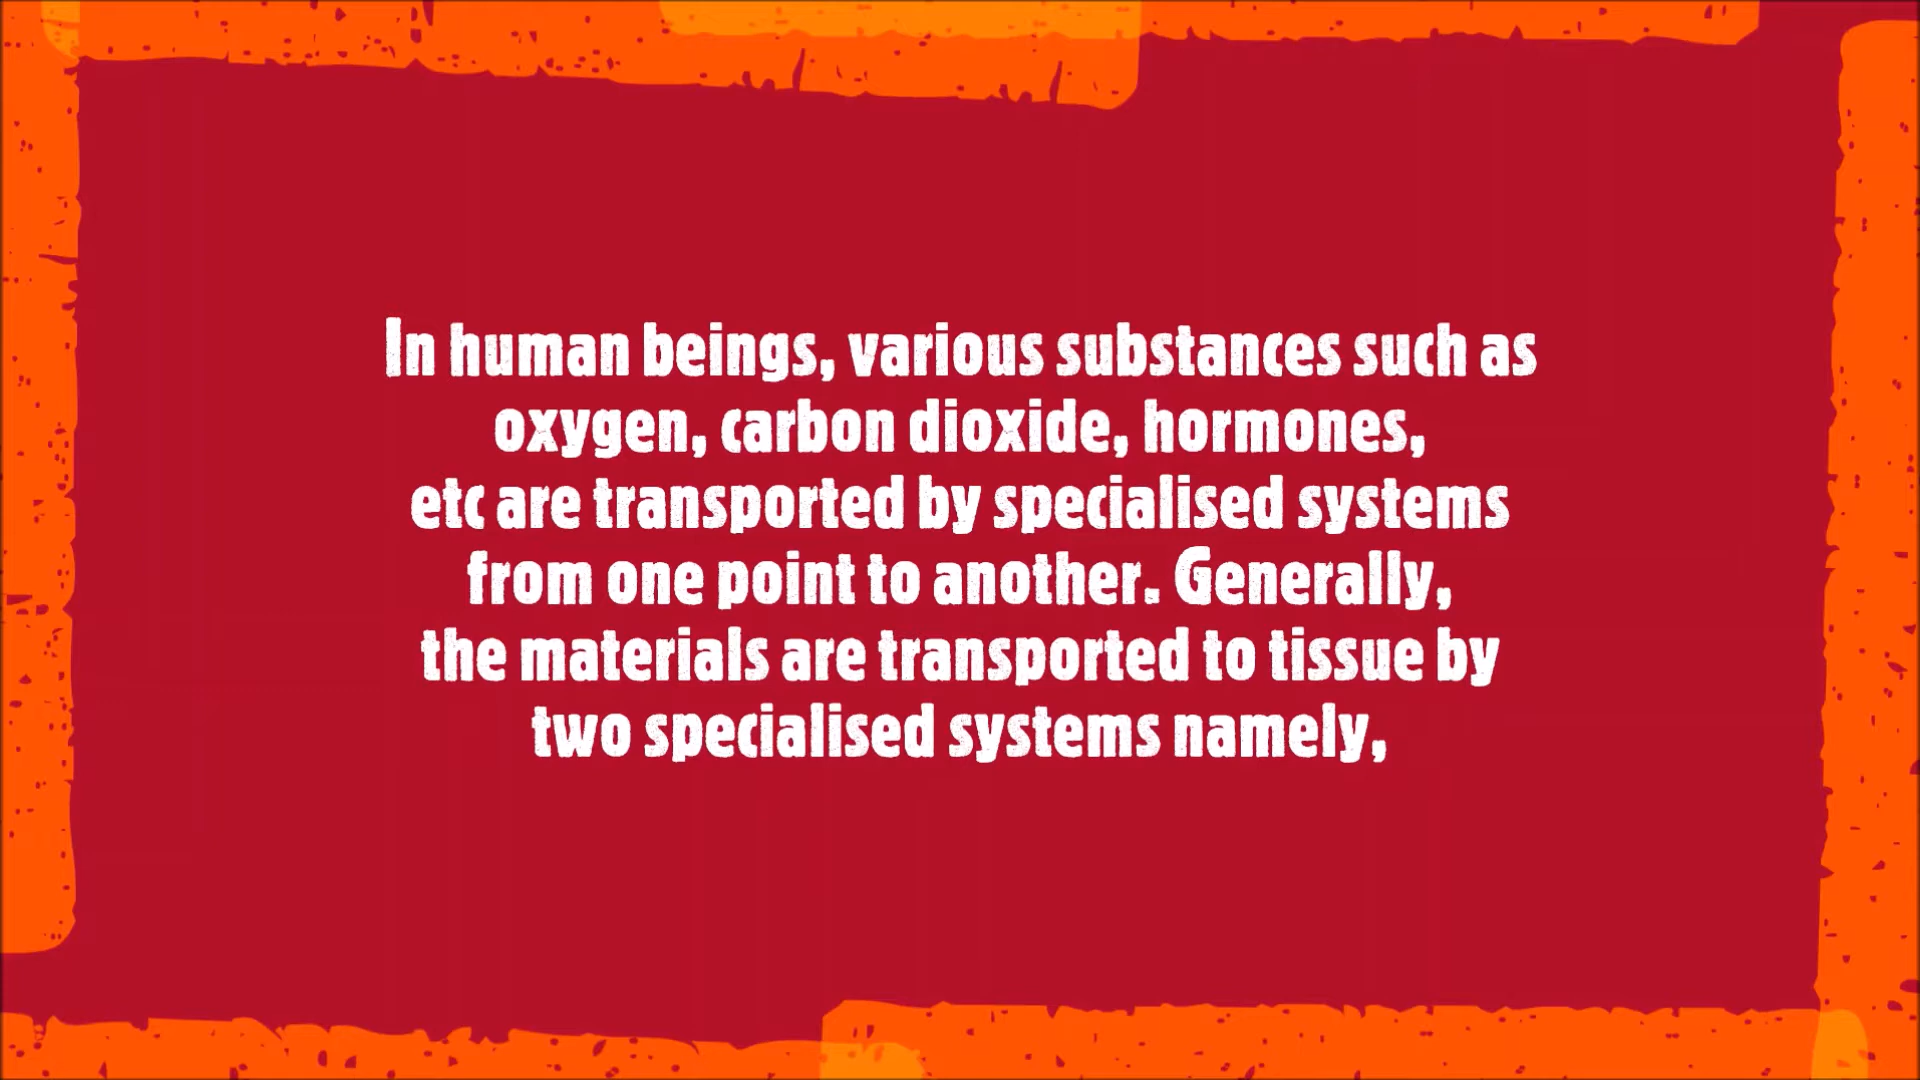 In human beings, various substances such as
oxygen, carbon dioxide, hormones,
etc are transported by specialised systems
from one point to another. Generally,
the materials are transported to tissue by
two specialised systems namely,